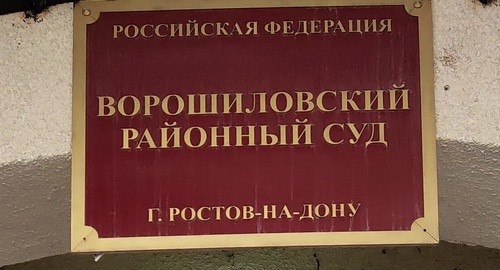 РОССИЙСКАЯ ФЕДЕРАЦИЯ
ВОРОШИЛОВСКИЙ
РАЙОННЫЙ СУД
Г. РОСТОВ-НА-ДОНУ